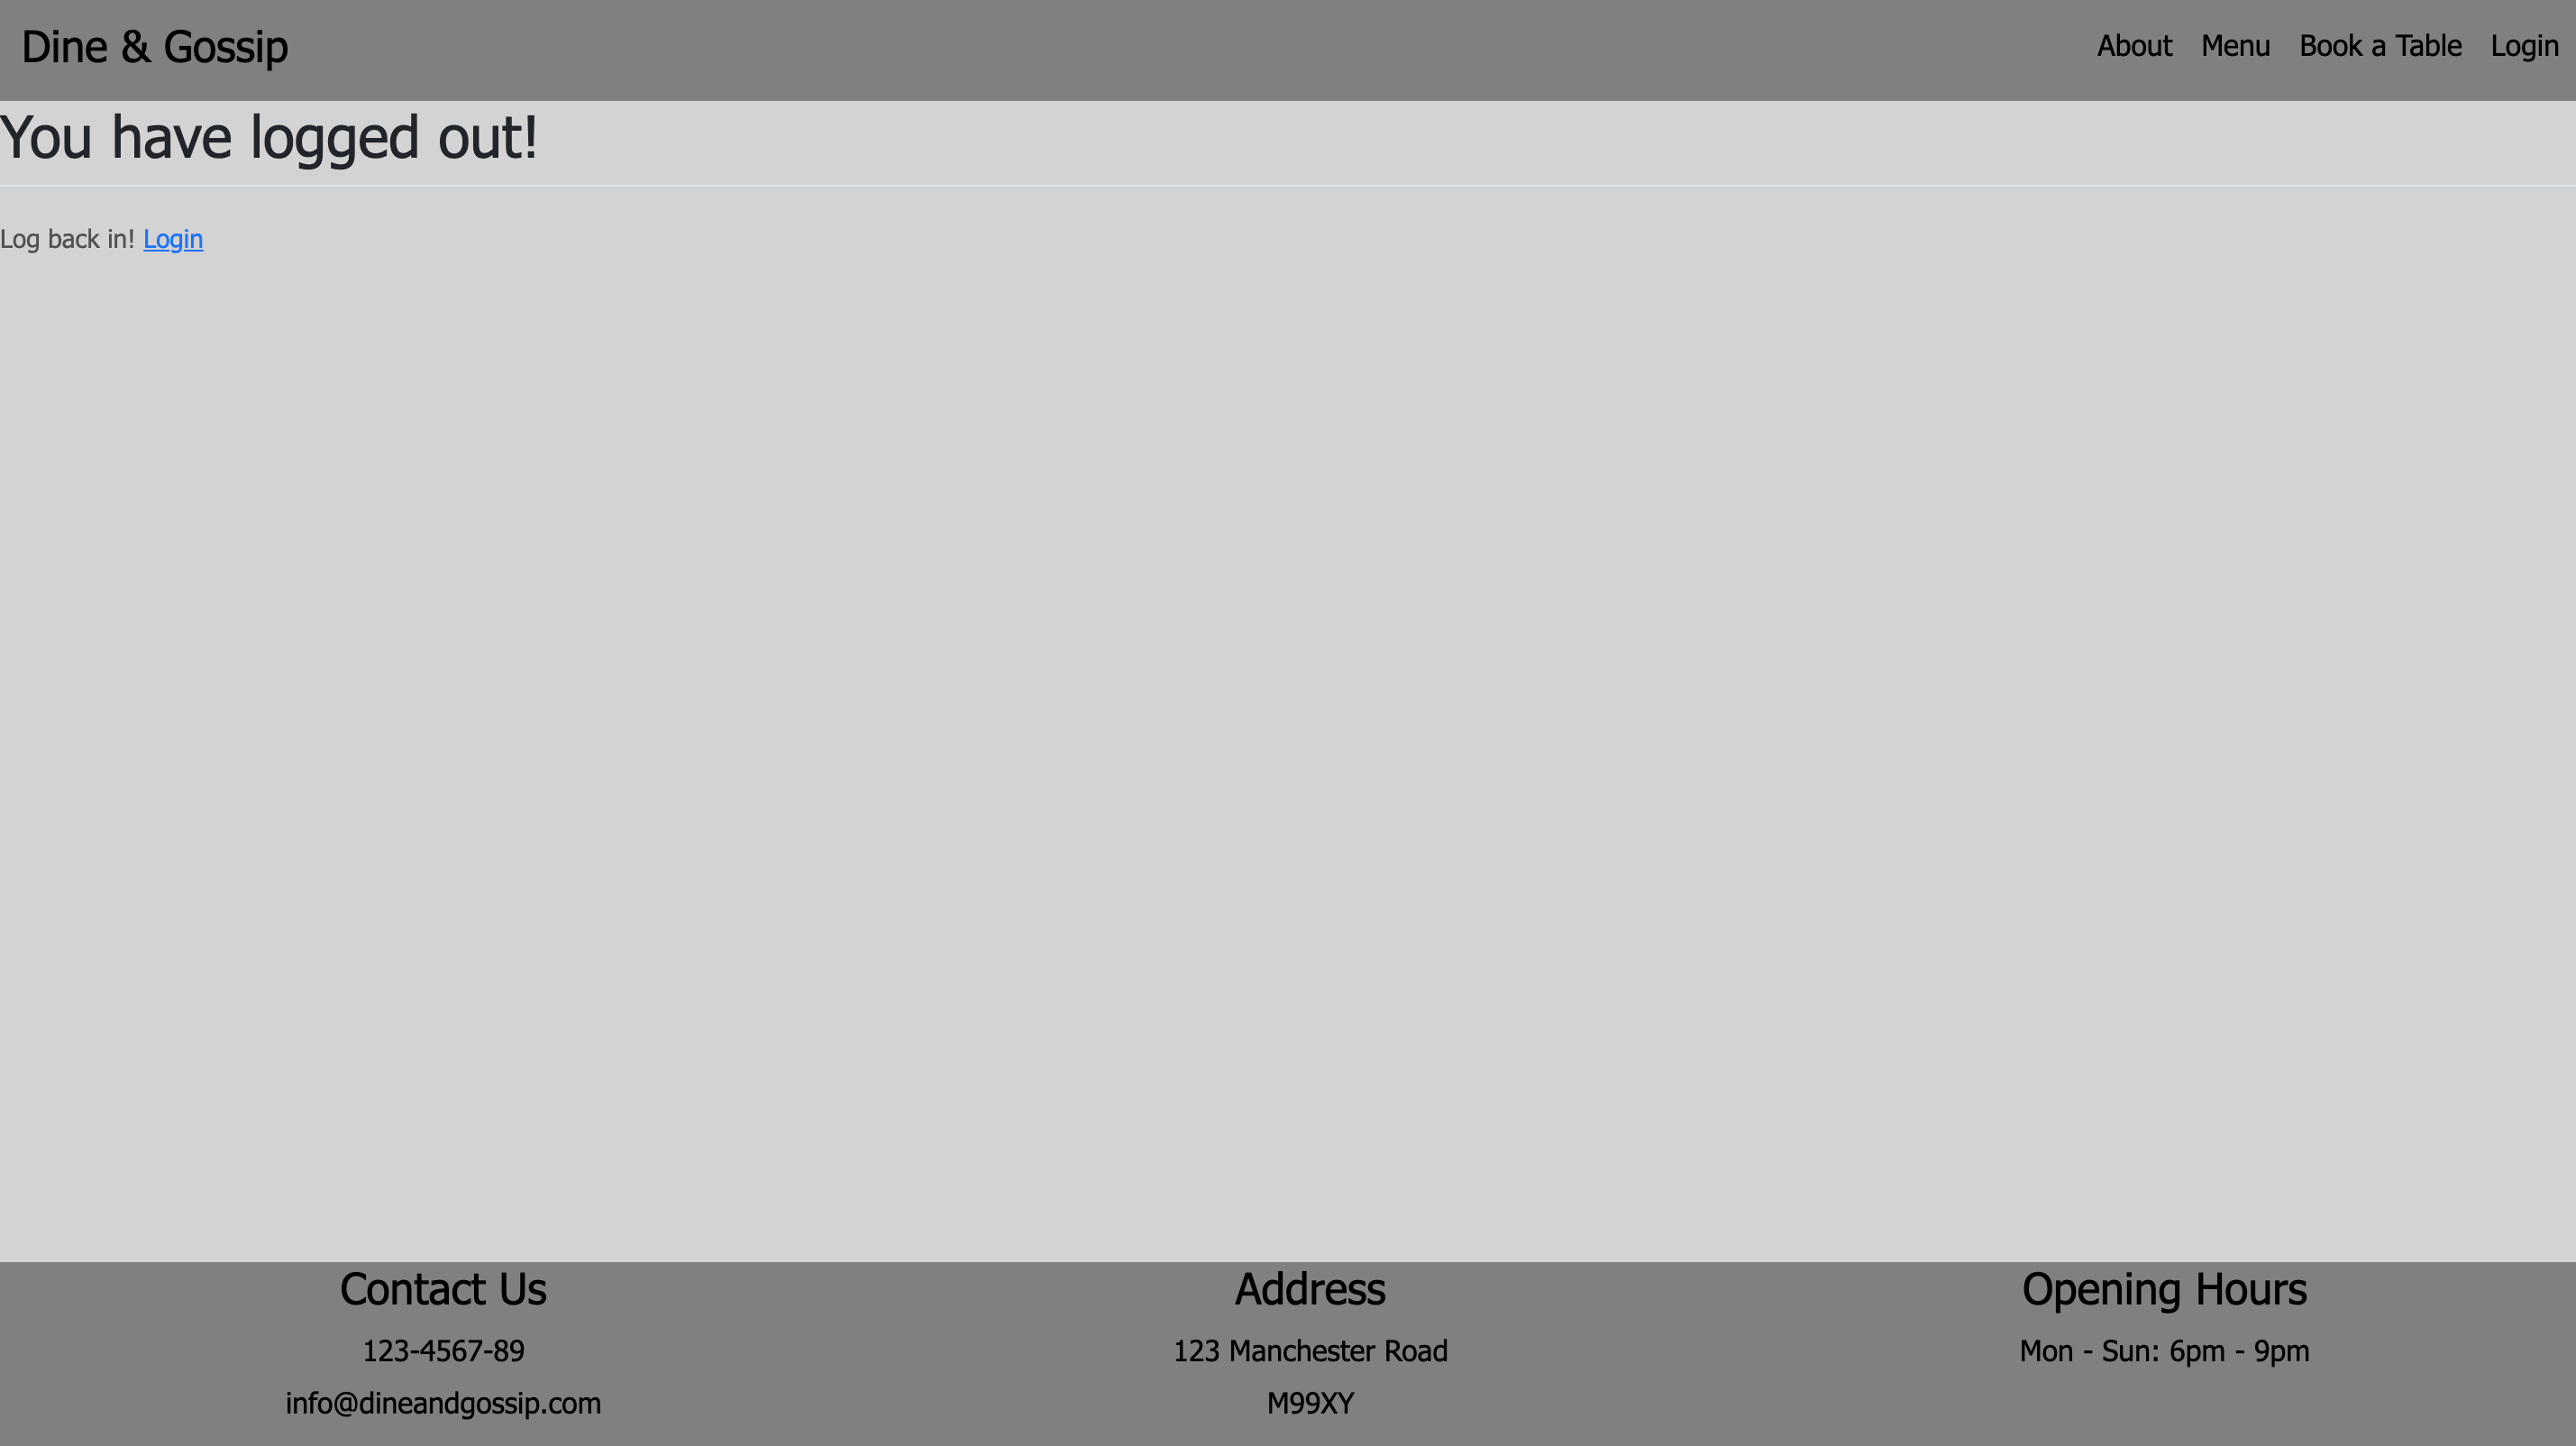 Dine & Gossip
About Menu Book a Table Login
You have logged out!
Log back in! Login
Contact Us
123-4567-89
info@dineandgossip.com
Address
123 Manchester Road
M99XY
Opening Hours
Mon - Sun: 6pm - 9pm